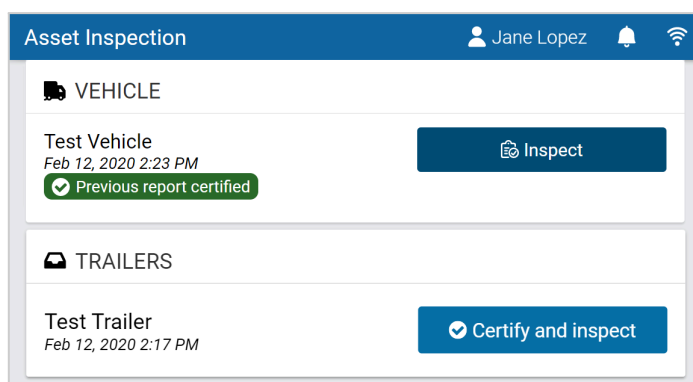 Asset Inspection Jane Lopez
VEHICLE
Test Vehicle
Feb 12, 2020 2:23 PM
Previous report certified
Inspect
TRAILERS
Test Trailer
Feb 12, 2020 2:17 PM
Certify and inspect